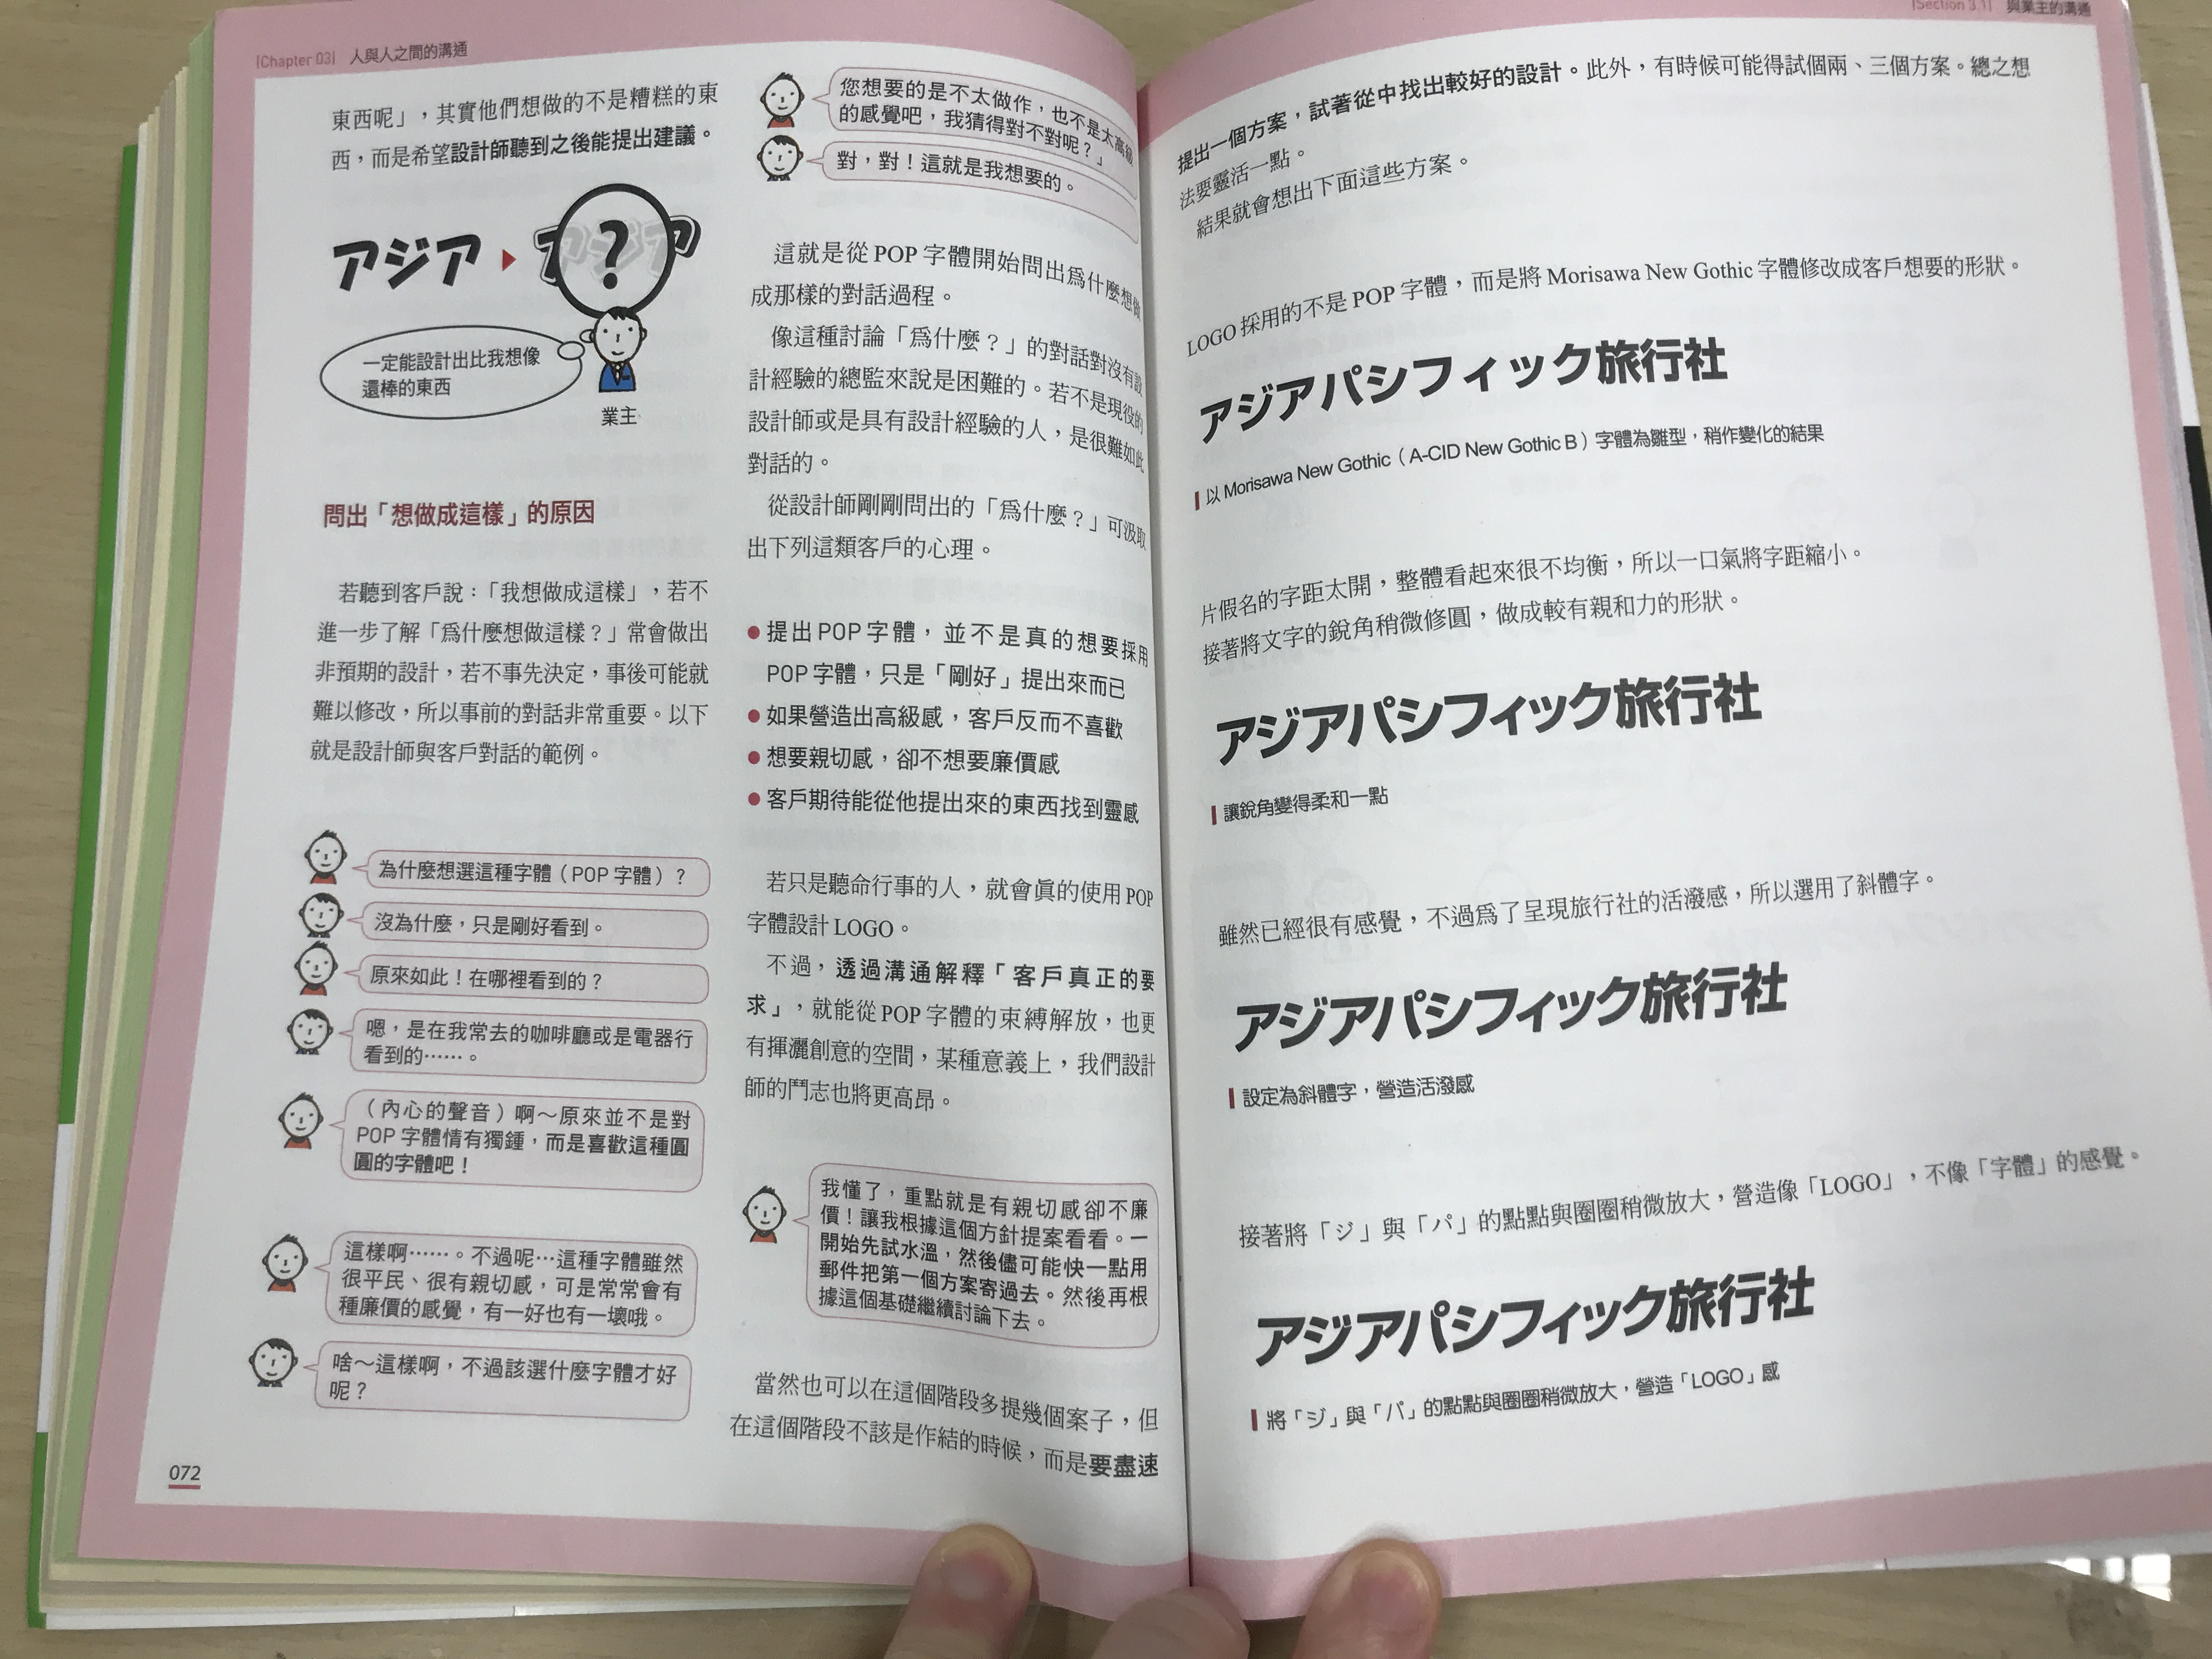 |Chapter 03| 人與人之間的溝通
東西呢」，其實他們想做的不是糟糕的東
西，而是希望設計師聽到之後能提出建議。
アジア
アジア
?
一定能設計出比我想像
還棒的東西
業主
問出「想做成這樣」的原因
若聽到客戶說：「我想做成這樣」，若不
進一步了解「爲什麼想做這樣？」常會做出
非預期的設計，若不事先決定，事後可能就
難以修改，所以事前的對話非常重要。以下
就是設計師與客戶對話的範例。
為什麼想選這種字體（POP 字體）？
沒為什麼，只是剛好看到。
原來如此！在哪裡看到的？
嗯，是在我常去的咖啡廳或是電器行
看到的……。
（內心的聲音）啊～原來並不是對
POP 字體情有獨鍾，而是喜歡這種圓
圓的字體吧！
這樣啊……。不過呢…這種字體雖然
很平民、很有親切感，可是常常會有
種廉價的感覺，有一好也有一壞哦。
啥～這樣啊，不過該選什麼字體才好
呢？
072
您想要的是不太做作，也不是太高級
的感覺吧，我猜得對不對呢？」
對，對！這就是我想要的。
這就是從 POP 字體開始問出爲什麼想做
成那樣的對話過程。
像這種討論「爲什麼？」的對話對沒有設
計經驗的總監來說是困難的。若不是現役的
設計師或是具有設計經驗的人，是很難如此
對話的。
從設計師剛剛問出的「爲什麼？」可汲取
出下列這類客戶的心理。
● 提出 POP 字體，並不是真的想要採用
POP 字體，只是「剛好」提出來而已
● 如果營造出高級感，客戶反而不喜歡
● 想要親切感，卻不想要廉價感
● 客戶期待能從他提出來的東西找到靈感
若只是聽命行事的人，就會眞的使用 POP
字體設計 LOGO。
不過，透過溝通解釋「客戶真正的要
求」，就能從 POP 字體的束縛解放，也更
有揮灑創意的空間，某種意義上，我們設計
師的鬥志也將更高昂。
我懂了，重點就是有親切感卻不廉
價！讓我根據這個方針提案看看。一
開始先試水溫，然後儘可能快一點用
郵件把第一個方案寄過去。然後再根
據這個基礎繼續討論下去。
當然也可以在這個階段多提幾個案子，但
在這個階段不該是作結的時候，而是要盡速
|Section 3.1| 與業主的溝通
提出一個方案，試著從中找出較好的設計。此外，有時候可能得試個兩、三個方案。總之想
法要靈活一點。
結果就會想出下面這些方案。
LOGO 採用的不是 POP 字體，而是將 Morisawa New Gothic 字體修改成客戶想要的形狀。
アジアパシフィック旅行社
以 Morisawa New Gothic（A-CID New Gothic B）字體為雛型，稍作變化的結果
片假名的字距太開，整體看起來很不均衡，所以一口氣將字距縮小。
接著將文字的銳角稍微修圓，做成較有親和力的形狀。
アジアパシフィック旅行社
讓銳角變得柔和一點
雖然已經很有感覺，不過爲了呈現旅行社的活潑感，所以選用了斜體字。
アジアパシフィック旅行社
設定為斜體字，營造活潑感
接著將「ジ」與「パ」的點點與圈圈稍微放大，營造像「LOGO」，不像「字體」的感覺。
アジアパシフィック旅行社
將「ジ」與「パ」的點點與圈圈稍微放大，營造「LOGO」感